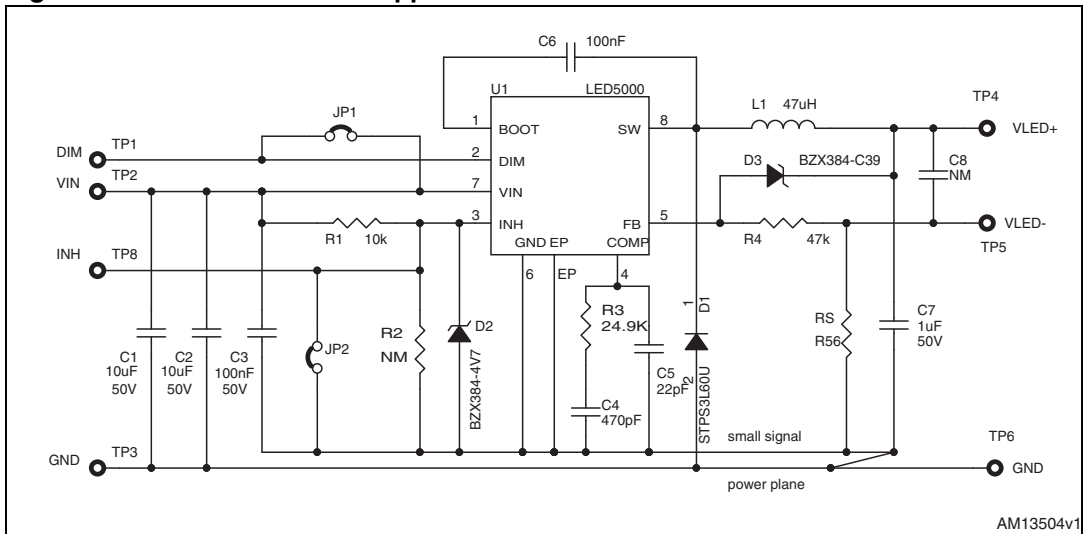 C6 100nF
U1 LED5000
L1 47uH
TP4
JP1
1 BOOT
SW 8
VLED+
DIM TP1
2 DIM
D3 BZX384-C39
C8
NM
VIN TP2
7 VIN
3 INH
FB 5
R1 10k
GND EP COMP
R4 47k
VLED-
TP5
INH TP8
6 EP 4
R3
24.9K
1 D1
R2
NM
D2
BZX384-4V7
RS
R56
C7
1uF
50V
JP2
C1
10uF
50V
C2
10uF
50V
C3
100nF
50V
C5
22pF
2 STPS3L60U
C4
470pF
small signal
TP3
TP6
GND
GND
power plane
AM13504v1